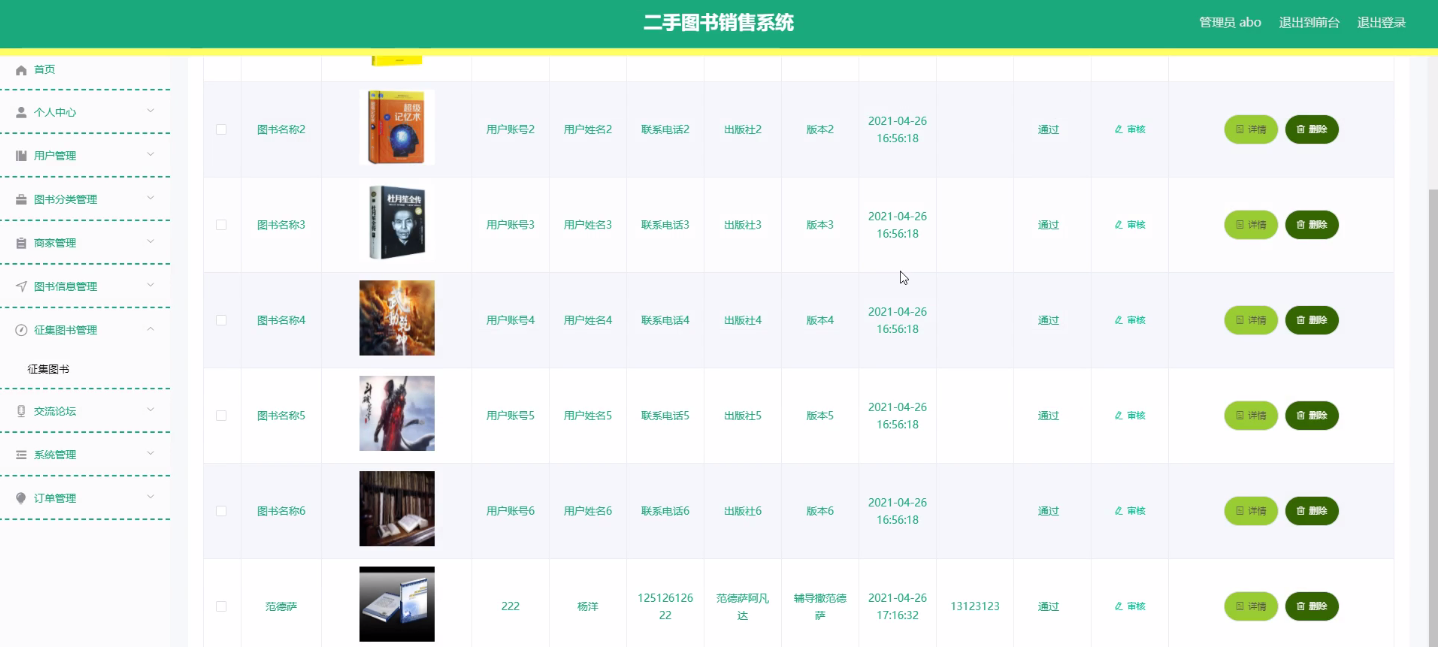 二手图书销售系统
管理员 abo 退出到前台 退出登录
首页
个人中心
用户管理
图书分类管理
商家管理
图书信息管理
征集图书管理
征集图书
交流论坛
系统管理
订单管理
超级
记忆术
图书名称2 用户账号2 用户姓名2 联系电话2 出版社2 版本2 2021-04-26 16:56:18 通过 审核 详情 删除
杜月笙全传
图书名称3 用户账号3 用户姓名3 联系电话3 出版社3 版本3 2021-04-26 16:56:18 通过 审核 详情 删除
图书名称4 用户账号4 用户姓名4 联系电话4 出版社4 版本4 2021-04-26 16:56:18 通过 审核 详情 删除
图书名称5 用户账号5 用户姓名5 联系电话5 出版社5 版本5 2021-04-26 16:56:18 通过 审核 详情 删除
图书名称6 用户账号6 用户姓名6 联系电话6 出版社6 版本6 2021-04-26 16:56:18 通过 审核 详情 删除
范德萨 222 杨洋 12512612622 范德萨阿凡达 辅导撒范德萨 2021-04-26 17:16:32 13123123 通过 审核 详情 删除